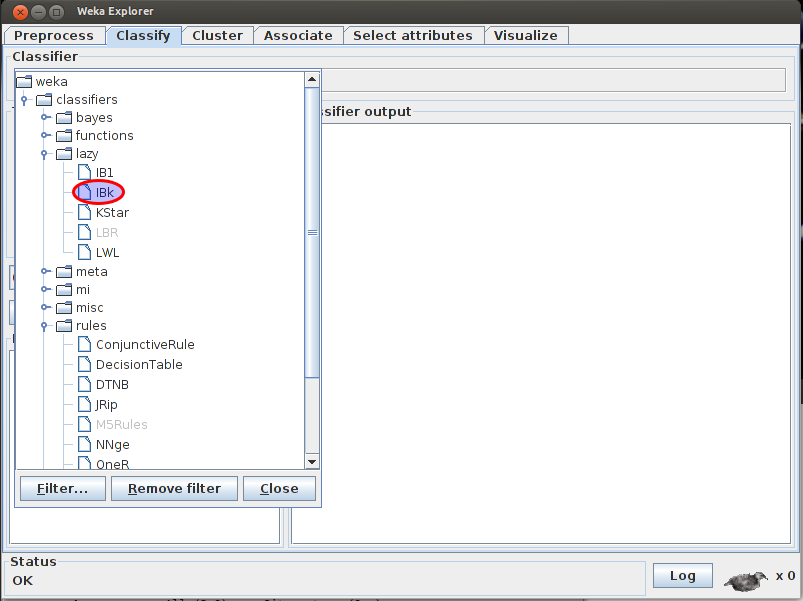 Weka Explorer
Preprocess Classify Cluster Associate Select attributes Visualize
Classifier
weka
classifiers
bayes
sifier output
functions
lazy
IB1
IBk
KStar
LBR
LWL
meta
mi
misc
rules
ConjunctiveRule
DecisionTable
DTNB
JRip
M5Rules
NNge
OneR
Filter... Remove filter Close
Status
OK
Log
x 0